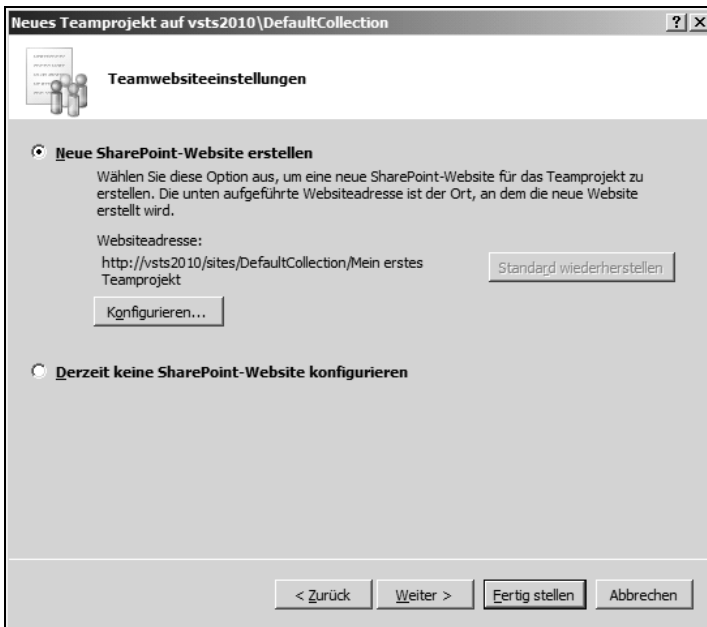 Neues Teamprojekt auf vsts2010\DefaultCollection
Teamwebsiteeinstellungen
Neue SharePoint-Website erstellen
Wählen Sie diese Option aus, um eine neue SharePoint-Website für das Teamprojekt zu
erstellen. Die unten aufgeführte Websiteadresse ist der Ort, an dem die neue Website
erstellt wird.
Websiteadresse:
http://vsts2010/sites/DefaultCollection/Mein erstes
Teamprojekt
Standard wiederherstellen
Konfigurieren...
Derzeit keine SharePoint-Website konfigurieren
< Zurück
Weiter >
Fertig stellen
Abbrechen